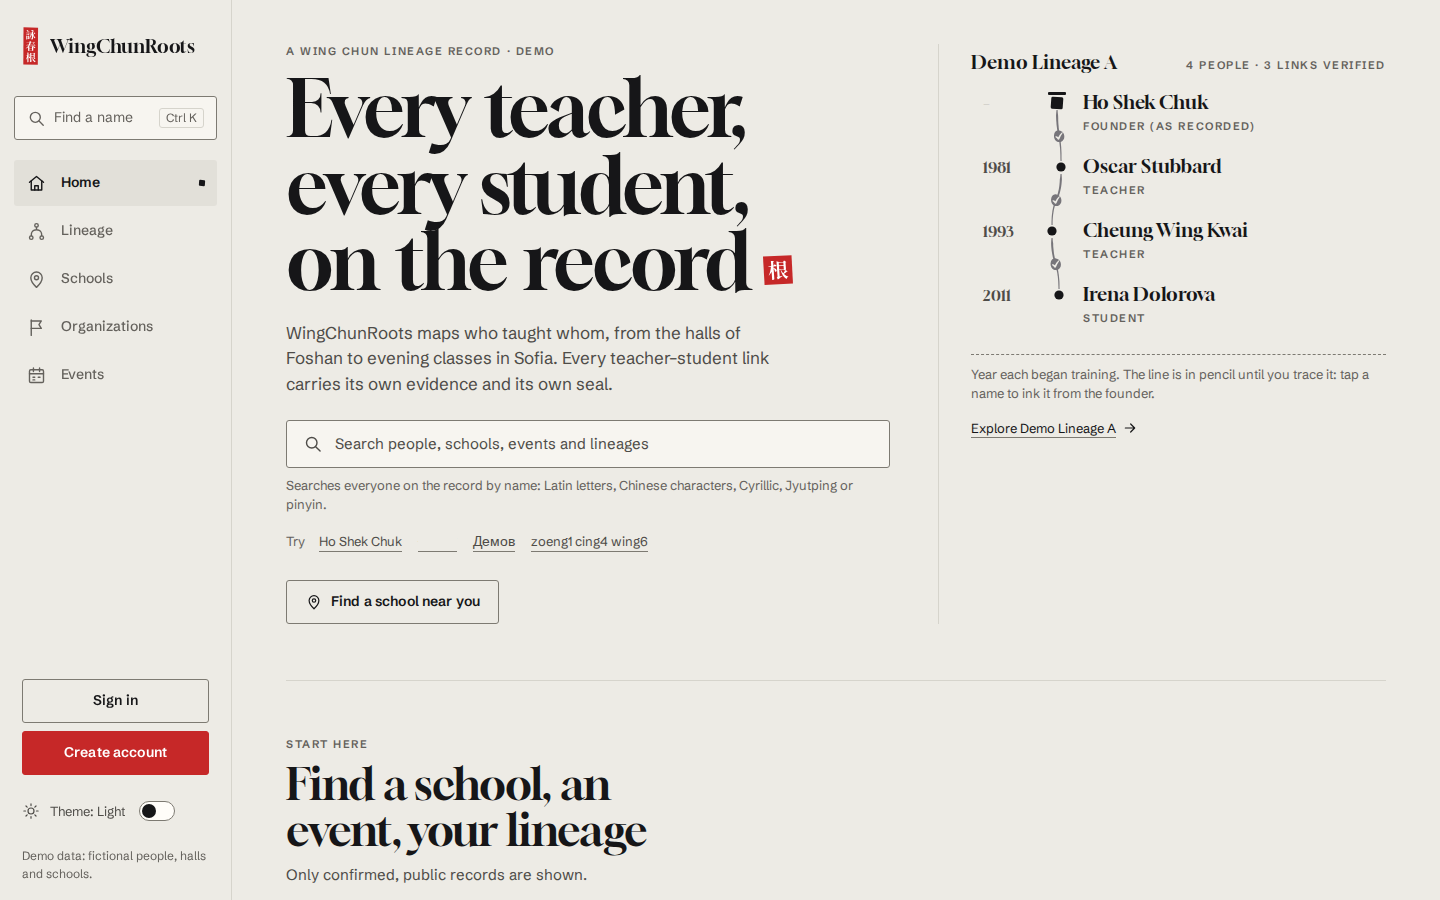 詠春根
WingChunRoots
Find a name
Ctrl K
Home
Lineage
Schools
Organizations
Events
Sign in
Create account
Theme: Light
Demo data: fictional people, halls
and schools.
A WING CHUN LINEAGE RECORD · DEMO
Every teacher,
every student,
on the record
根
WingChunRoots maps who taught whom, from the halls of
Foshan to evening classes in Sofia. Every teacher–student link
carries its own evidence and its own seal.
Search people, schools, events and lineages
Searches everyone on the record by name: Latin letters, Chinese characters, Cyrillic, Jyutping or
pinyin.
Try Ho Shek Chuk Демов zoeng1 cing4 wing6
Find a school near you
Demo Lineage A
4 PEOPLE · 3 LINKS VERIFIED
– Ho Shek Chuk
FOUNDER (AS RECORDED)
1981 Oscar Stubbard
TEACHER
1993 Cheung Wing Kwai
TEACHER
2011 Irena Dolorova
STUDENT
Year each began training. The line is in pencil until you trace it: tap a
name to ink it from the founder.
Explore Demo Lineage A →
START HERE
Find a school, an
event, your lineage
Only confirmed, public records are shown.